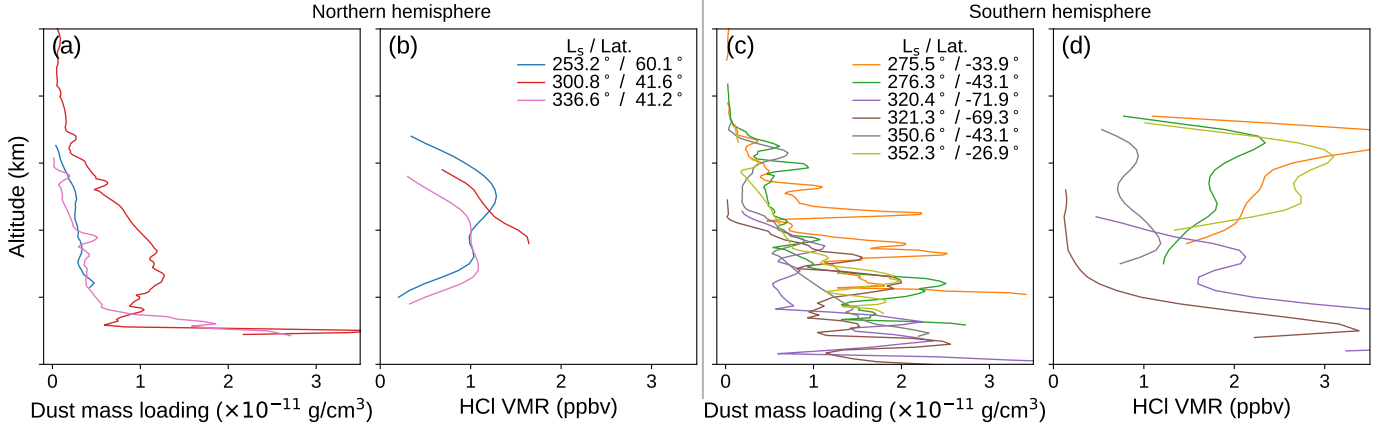 Northern hemisphere
Southern hemisphere
(a)
(b)
(c)
(d)
Lₛ / Lat.
253.2° / 60.1°
300.8° / 41.6°
336.6° / 41.2°
Lₛ / Lat.
275.5° / -33.9°
276.3° / -43.1°
320.4° / -71.9°
321.3° / -69.3°
350.6° / -43.1°
352.3° / -26.9°
Altitude (km)
0 1 2 3
0 1 2 3
0 1 2 3
0 1 2 3
Dust mass loading (×10⁻¹¹ g/cm³)
HCl VMR (ppbv)
Dust mass loading (×10⁻¹¹ g/cm³)
HCl VMR (ppbv)